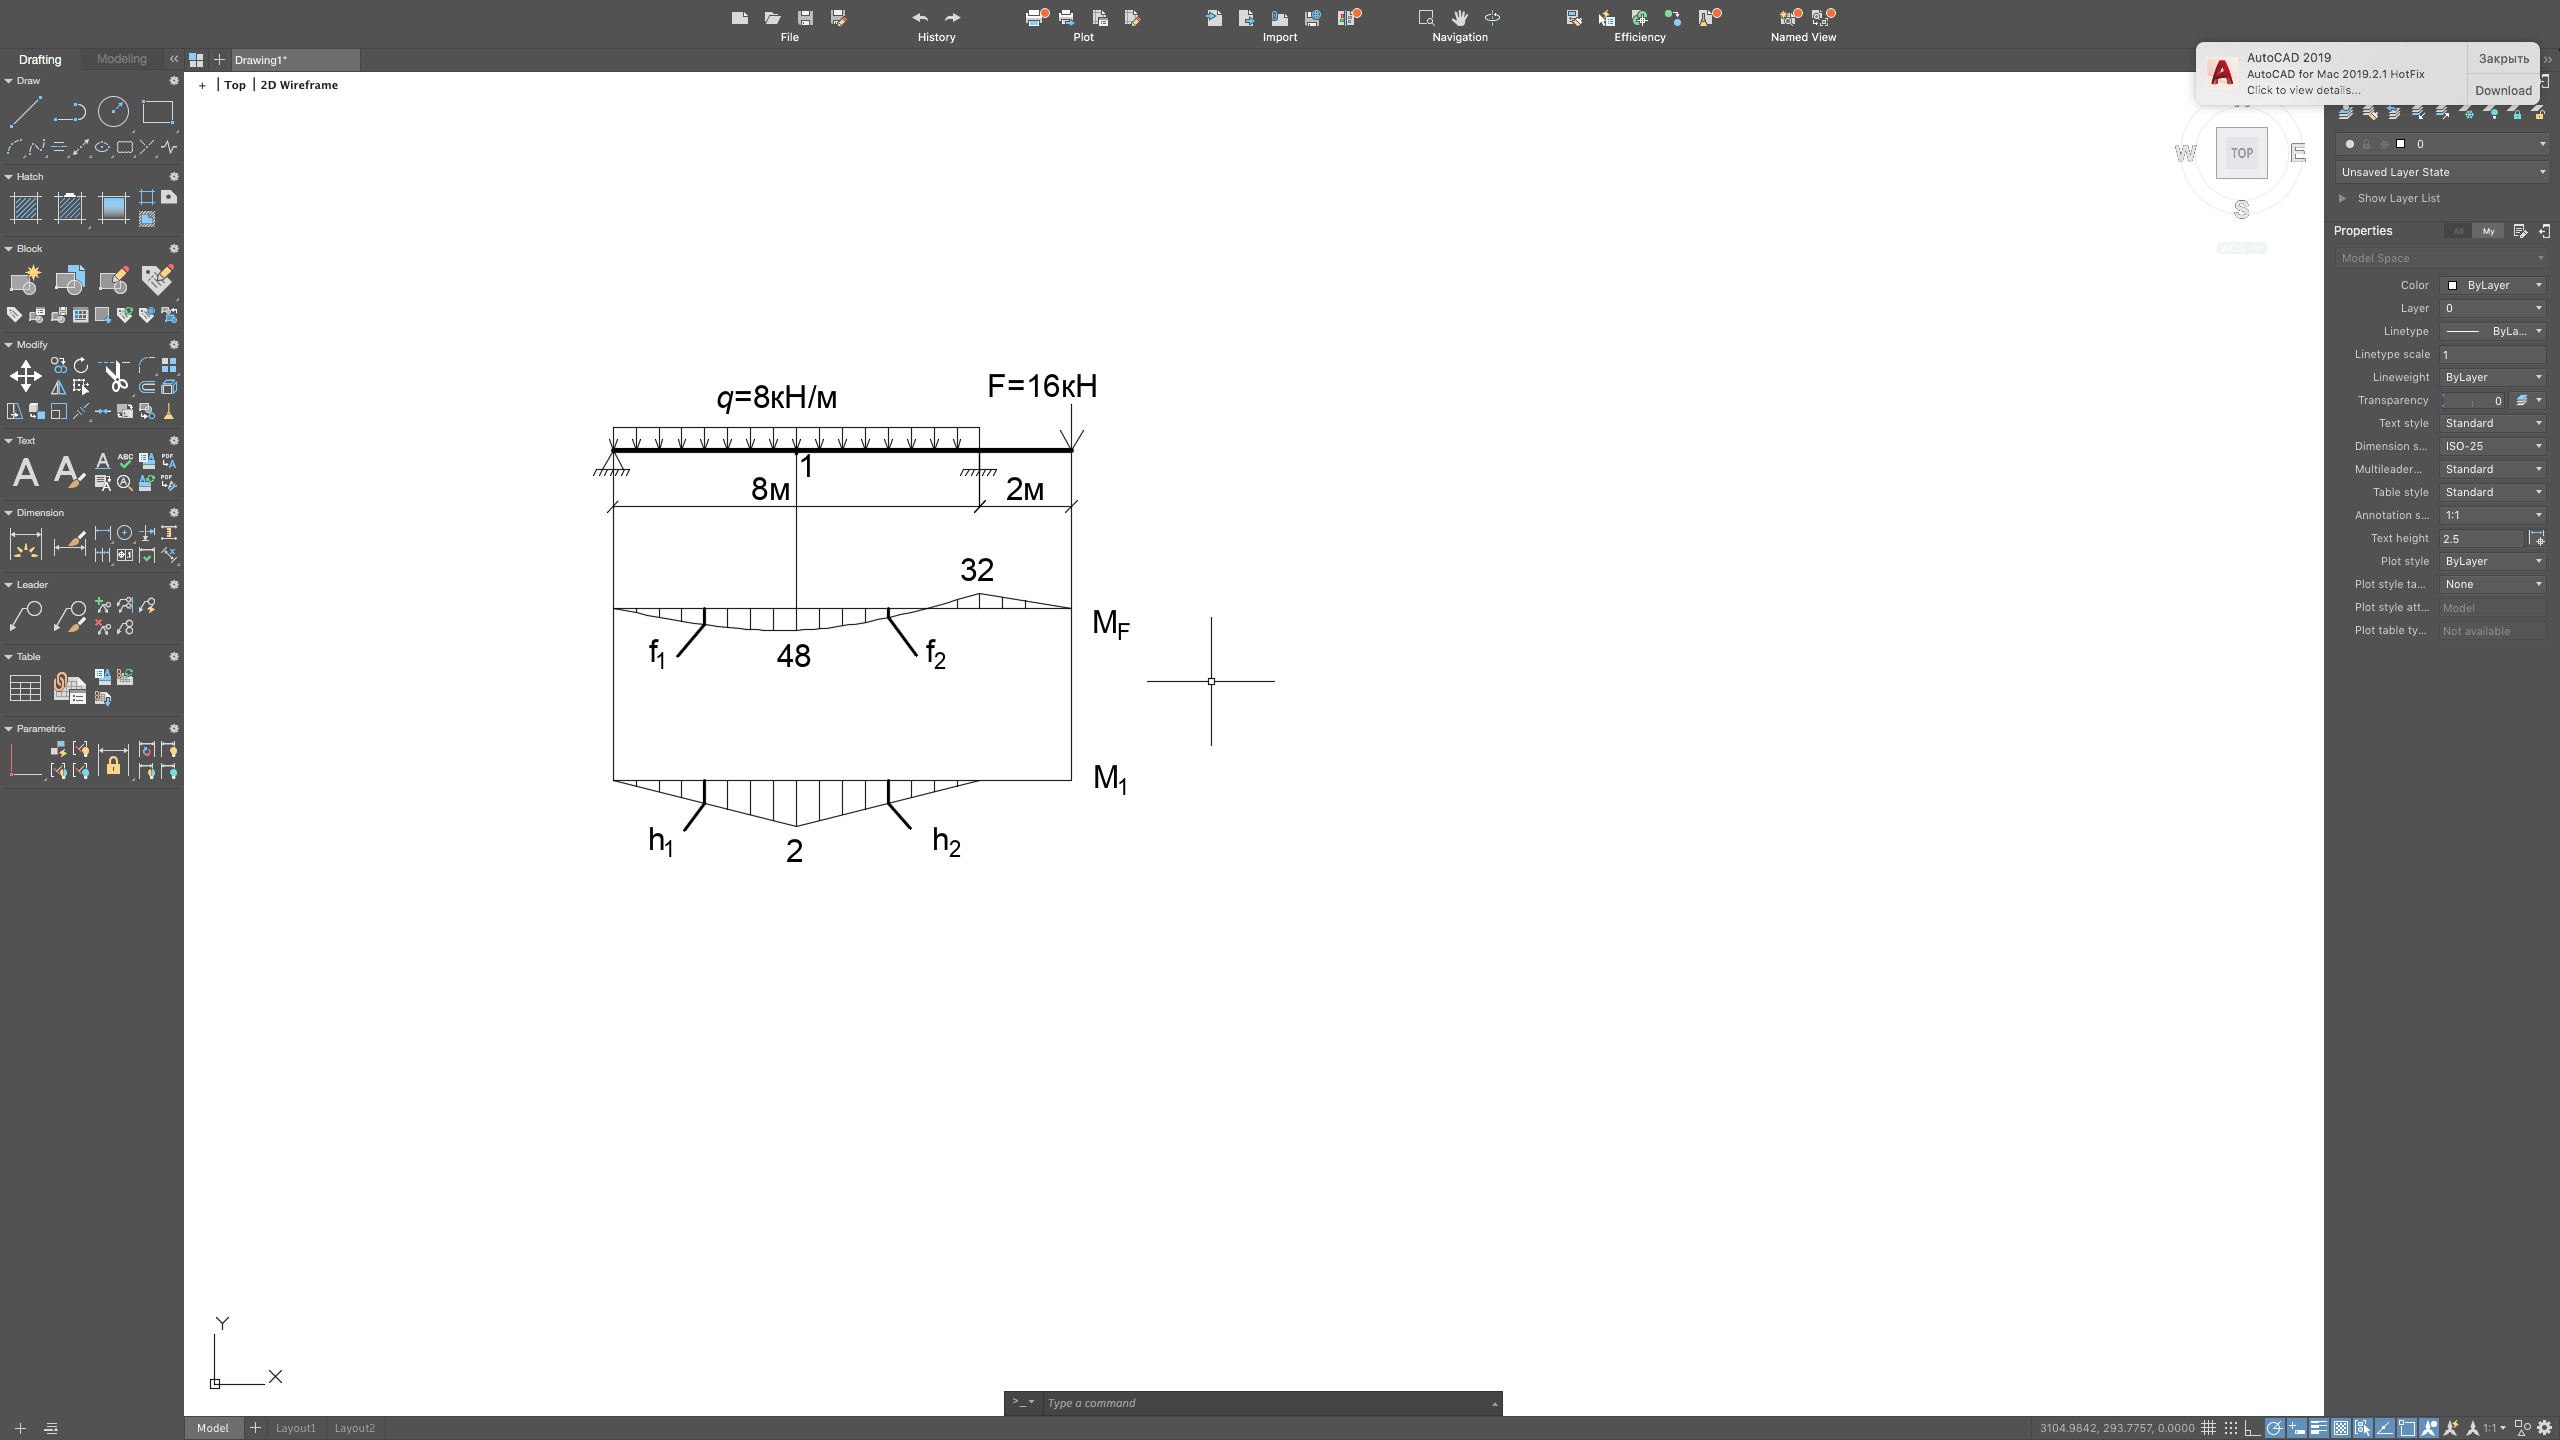 File
History
Plot
Import
Navigation
Efficiency
Named View
Drafting
Modeling
Drawing1*
AutoCAD 2019
AutoCAD for Mac 2019.2.1 HotFix
Click to view details...
Закрыть
Download
+ | Top | 2D Wireframe
Draw
Hatch
Block
Modify
Text
Dimension
Leader
Table
Parametric
W
TOP
E
S
0
Unsaved Layer State
Show Layer List
Properties
All
My
Model Space
Color ByLayer
Layer 0
Linetype ByLa...
Linetype scale 1
Lineweight ByLayer
Transparency 0
Text style Standard
Dimension s... ISO-25
Multileader... Standard
Table style Standard
Annotation s... 1:1
Text height 2.5
Plot style ByLayer
Plot style ta... None
Plot style att... Model
Plot table ty... Not available
q=8кН/м
F=16кН
1
8м
2м
32
MF
f1
48
f2
M1
h1
2
h2
Y
X
>_
Type a command
Model
Layout1
Layout2
3104.9842, 293.7757, 0.0000
1:1